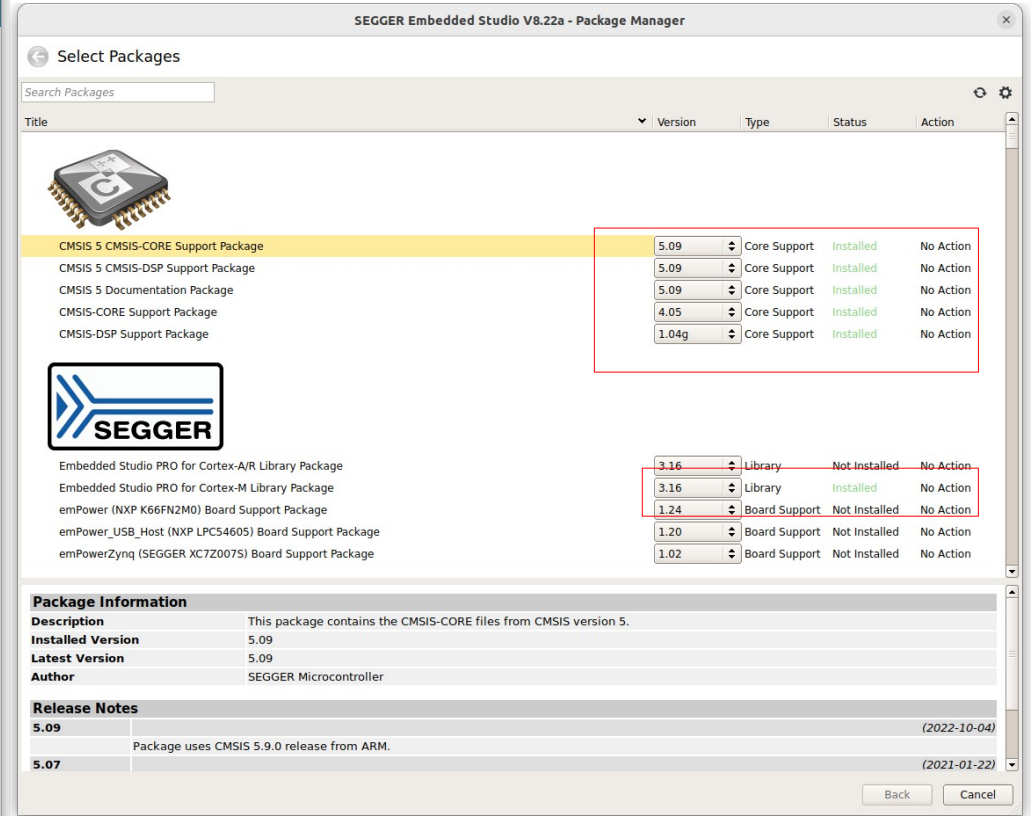 SEGGER Embedded Studio V8.22a - Package Manager
Select Packages
Search Packages
Title Version Type Status Action
C
CMSIS 5 CMSIS-CORE Support Package 5.09 Core Support Installed No Action
CMSIS 5 CMSIS-DSP Support Package 5.09 Core Support Installed No Action
CMSIS 5 Documentation Package 5.09 Core Support Installed No Action
CMSIS-CORE Support Package 4.05 Core Support Installed No Action
CMSIS-DSP Support Package 1.04g Core Support Installed No Action
SEGGER
Embedded Studio PRO for Cortex-A/R Library Package 3.16 Library Not Installed No Action
Embedded Studio PRO for Cortex-M Library Package 3.16 Library Installed No Action
emPower (NXP K66FN2M0) Board Support Package 1.24 Board Support Not Installed No Action
emPower_USB_Host (NXP LPC54605) Board Support Package 1.20 Board Support Not Installed No Action
emPowerZynq (SEGGER XC7Z007S) Board Support Package 1.02 Board Support Not Installed No Action
Package Information
Description This package contains the CMSIS-CORE files from CMSIS version 5.
Installed Version 5.09
Latest Version 5.09
Author SEGGER Microcontroller
Release Notes
5.09 (2022-10-04)
Package uses CMSIS 5.9.0 release from ARM.
5.07 (2021-01-22)
Back Cancel